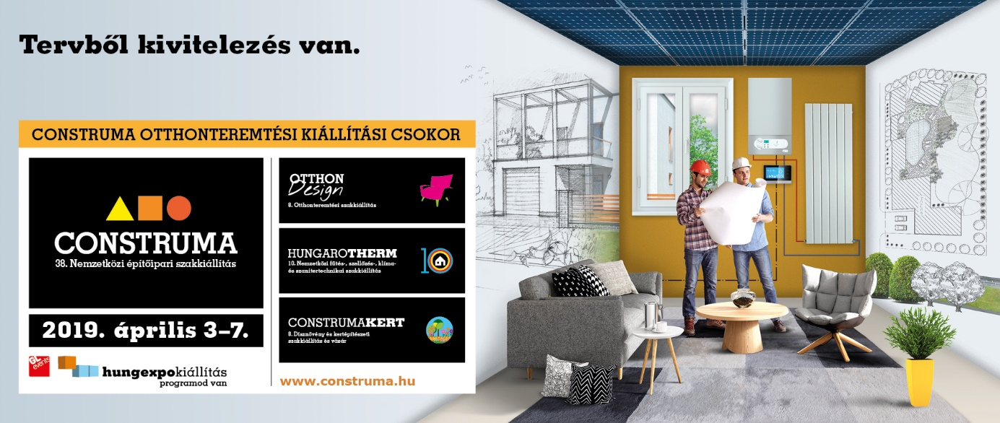 Tervből kivitelezés van.
CONSTRUMA OTTHONTEREMTÉSI KIÁLLÍTÁSI CSOKOR
CONSTRUMA
38. Nemzetközi építőipari szakkiállítás
2019. április 3–7.
GL
events
hungexpokiállítás
programod van
OTTHON
Design
8. Otthonteremtési szakkiállítás
HUNGAROTHERM
10. Nemzetközi fűtés-, szellőzés-, klíma-
és szanitertechnikai szakkiállítás
10
CONSTRUMAKERT
8. Dísznövény és kertépítészeti
szakkiállítás és vásár
www.construma.hu